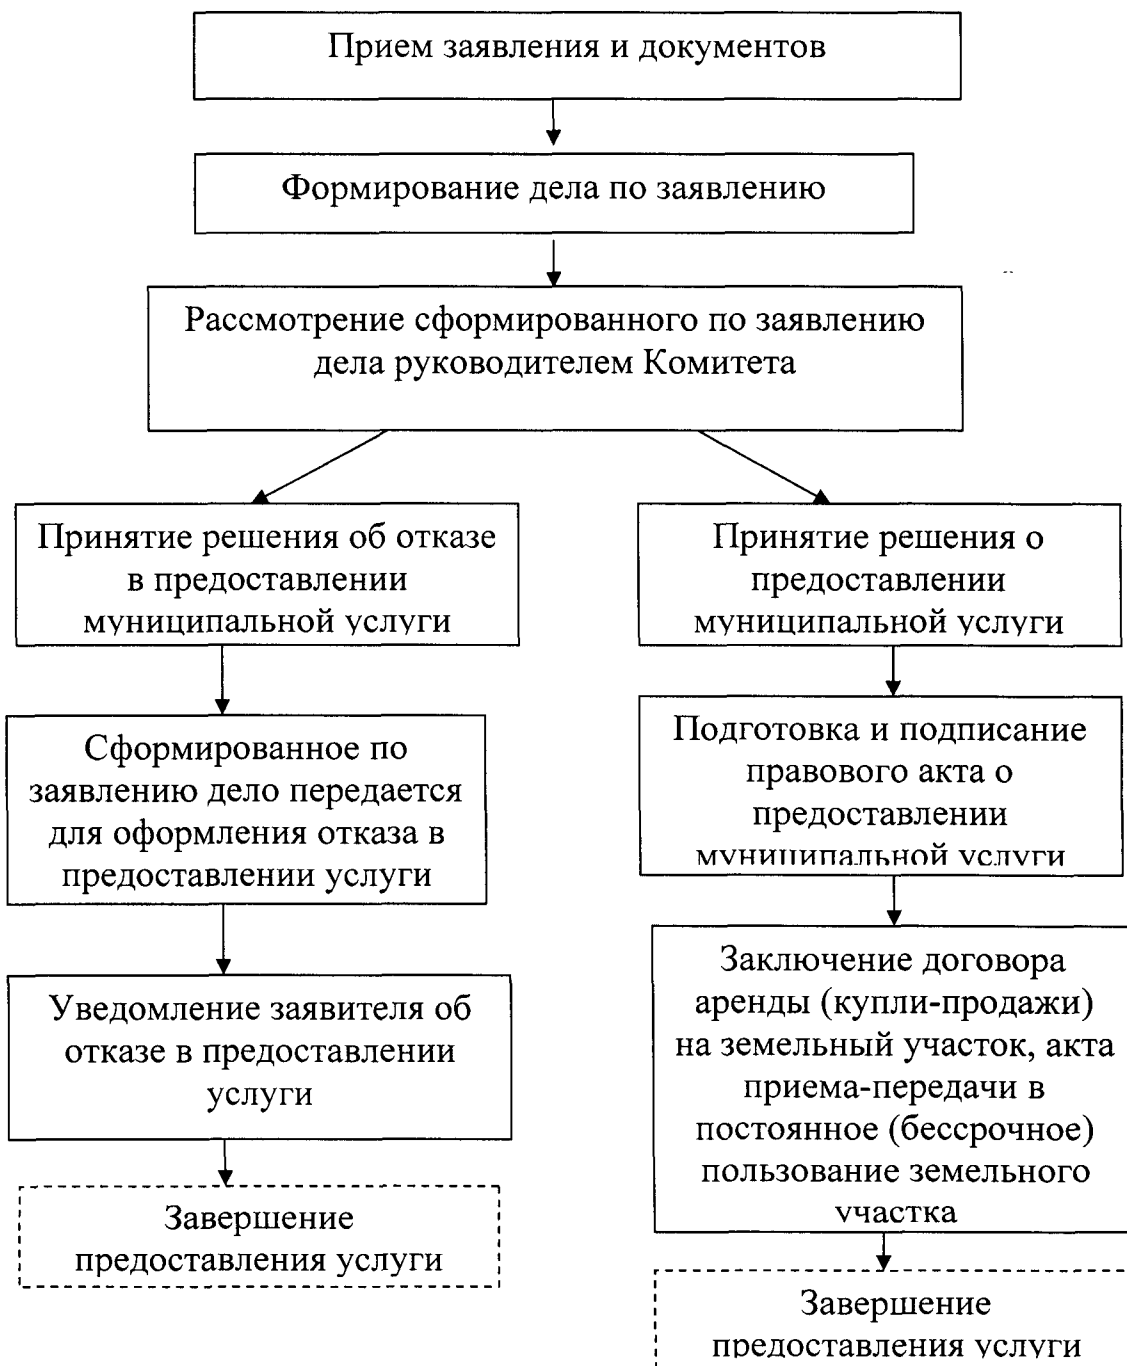 Прием заявления и документов
Формирование дела по заявлению
Рассмотрение сформированного по заявлению
дела руководителем Комитета
Принятие решения об отказе
в предоставлении
муниципальной услуги
Сформированное по
заявлению дело передается
для оформления отказа в
предоставлении услуги
Уведомление заявителя об
отказе в предоставлении
услуги
Завершение
предоставления услуги
Принятие решения о
предоставлении
муниципальной услуги
Подготовка и подписание
правового акта о
предоставлении
муниципальной услуги
Заключение договора
аренды (купли-продажи)
на земельный участок, акта
приема-передачи в
постоянное (бессрочное)
пользование земельного
участка
Завершение
предоставления услуги